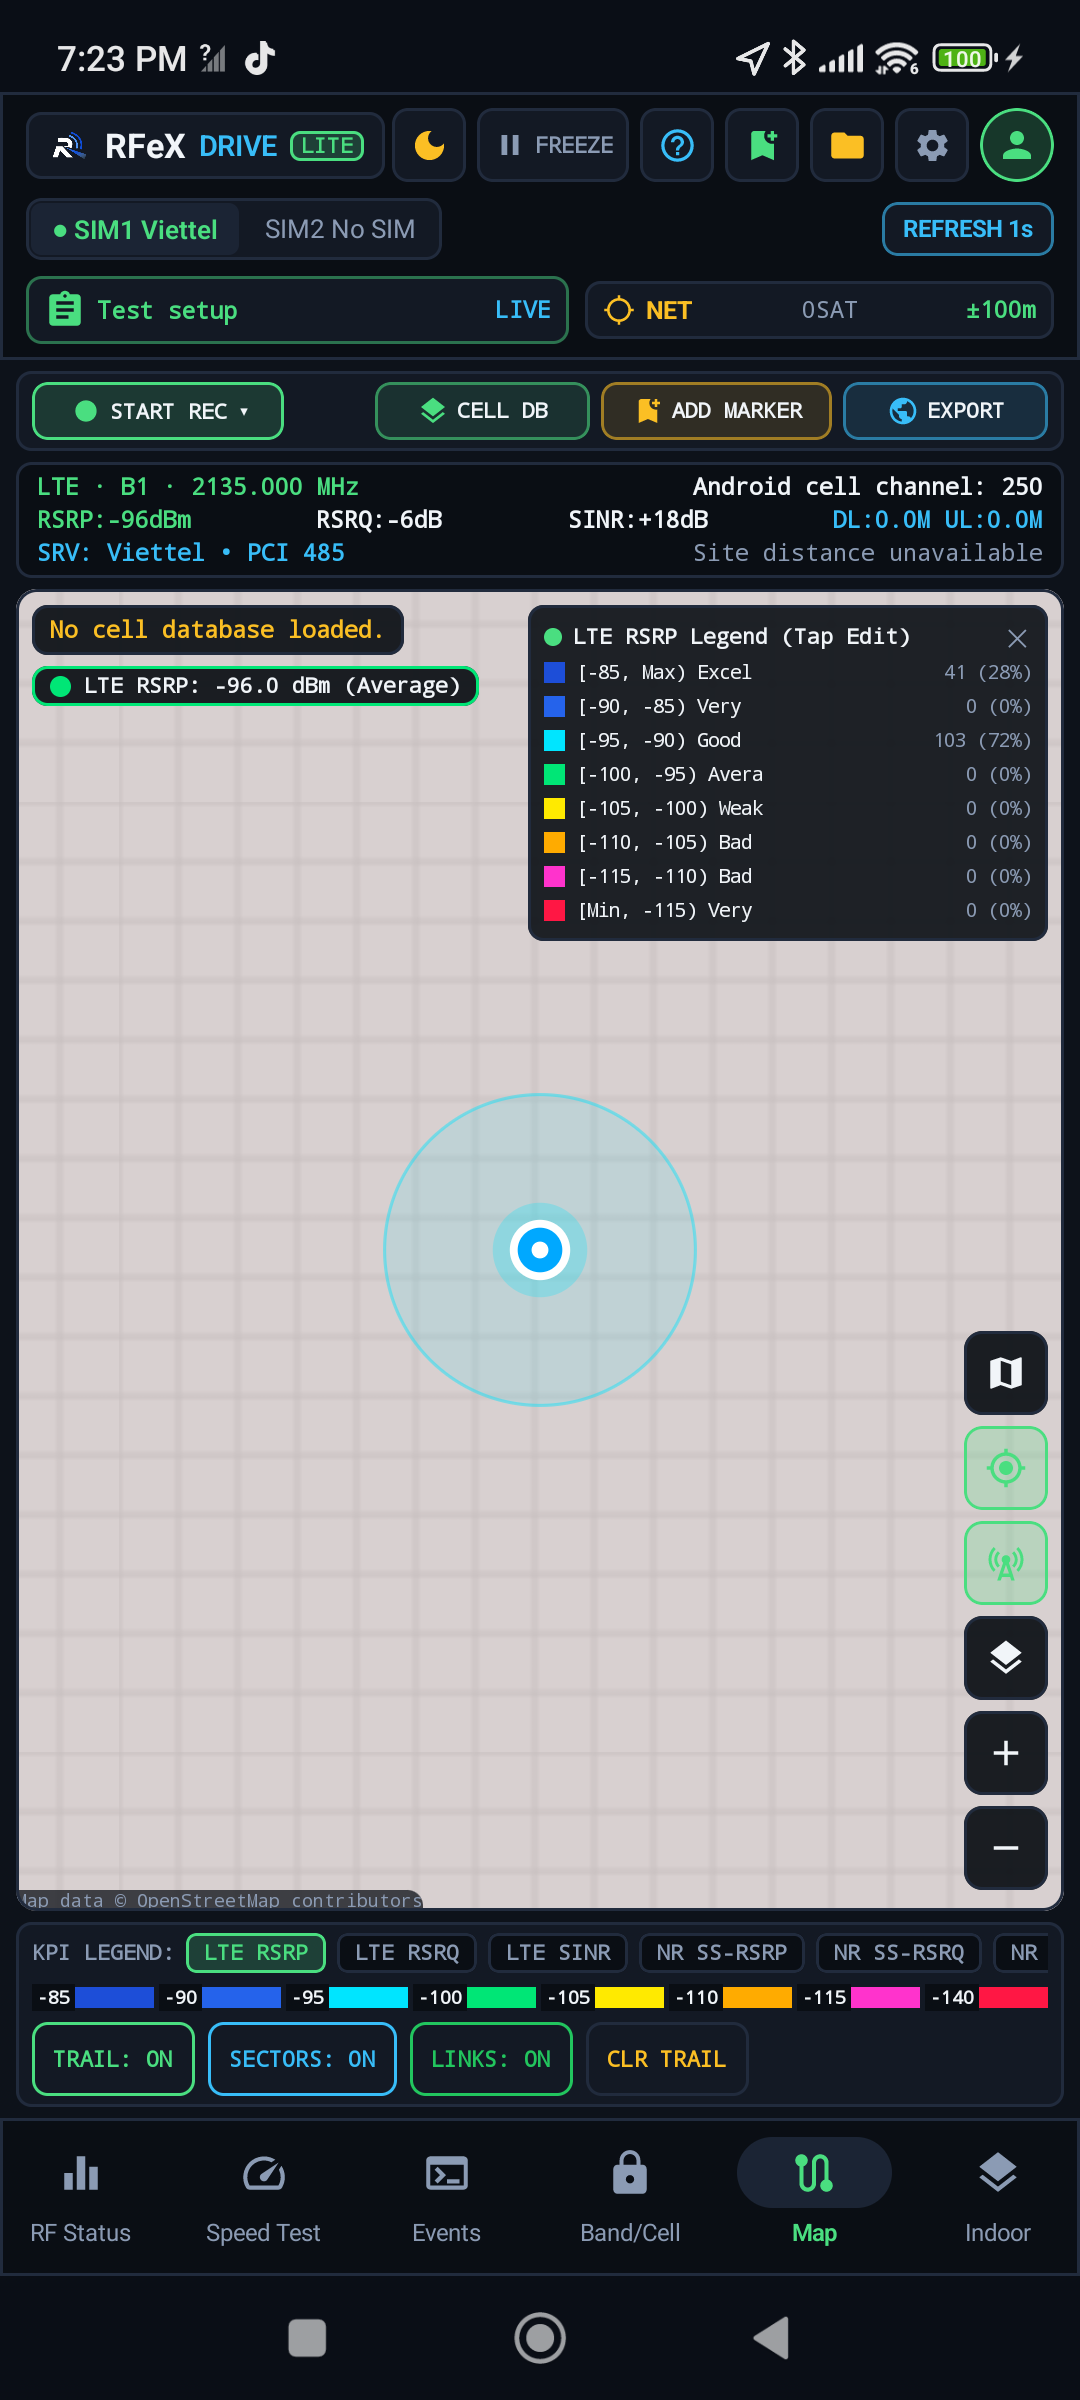 7:23 PM ? 6 100
RFeX DRIVE LITE FREEZE
SIM1 Viettel SIM2 No SIM REFRESH 1s
Test setup LIVE NET 0SAT ±100m
START REC ▾ CELL DB ADD MARKER EXPORT
LTE · B1 · 2135.000 MHz Android cell channel: 250
RSRP:-96dBm RSRQ:-6dB SINR:+18dB DL:0.0M UL:0.0M
SRV: Viettel • PCI 485 Site distance unavailable
No cell database loaded.
LTE RSRP: -96.0 dBm (Average)
LTE RSRP Legend (Tap Edit)
[-85, Max) Excel 41 (28%)
[-90, -85) Very 0 (0%)
[-95, -90) Good 103 (72%)
[-100, -95) Avera 0 (0%)
[-105, -100) Weak 0 (0%)
[-110, -105) Bad 0 (0%)
[-115, -110) Bad 0 (0%)
[Min, -115) Very 0 (0%)
Map data © OpenStreetMap contributors
KPI LEGEND: LTE RSRP LTE RSRQ LTE SINR NR SS-RSRP NR SS-RSRQ NR
-85 -90 -95 -100 -105 -110 -115 -140
TRAIL: ON SECTORS: ON LINKS: ON CLR TRAIL
RF Status Speed Test Events Band/Cell Map Indoor